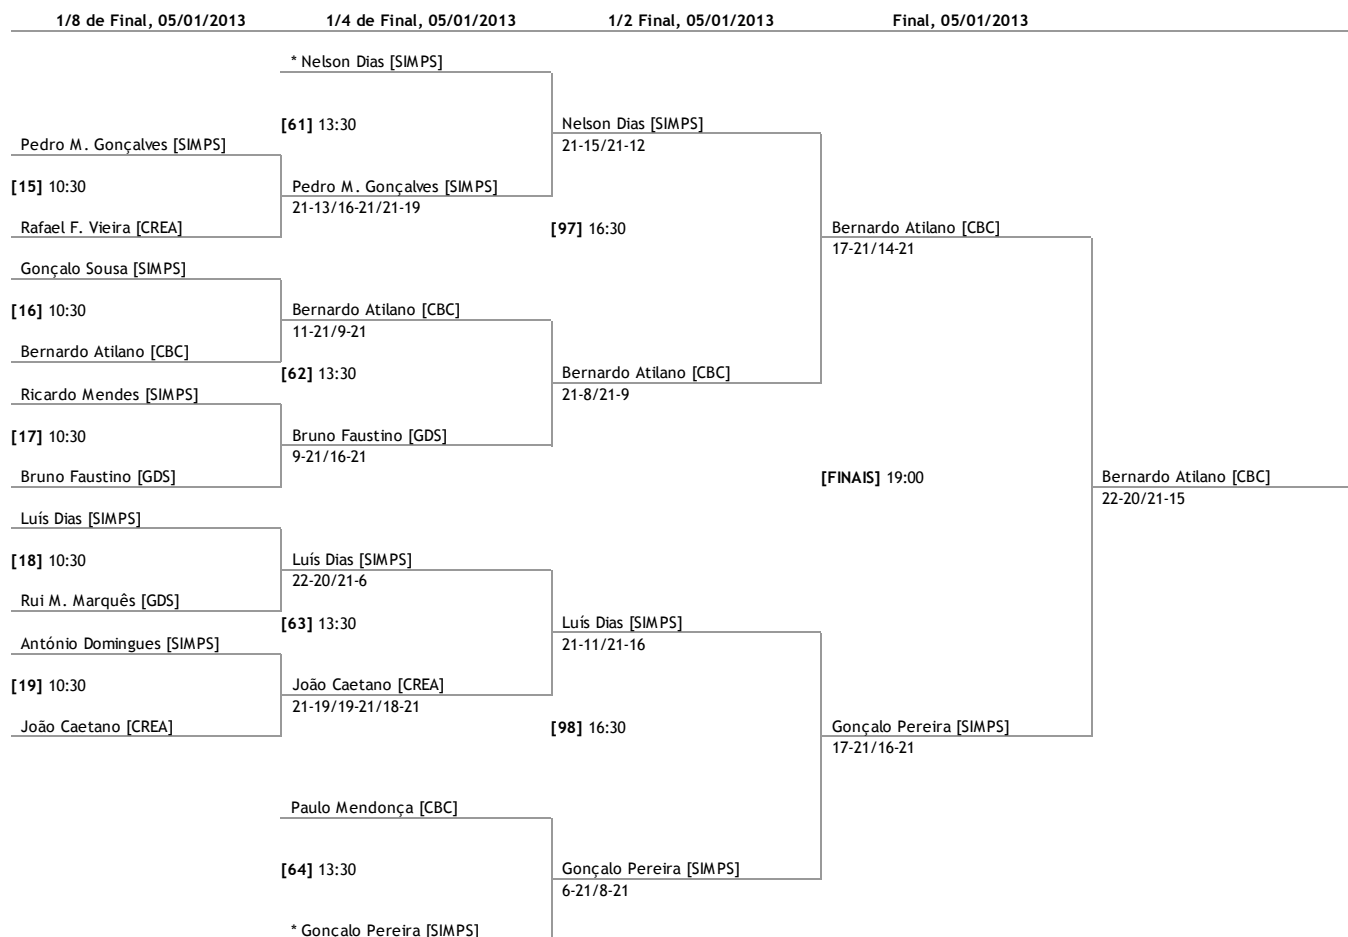 1/8 de Final, 05/01/2013 1/4 de Final, 05/01/2013 1/2 Final, 05/01/2013 Final, 05/01/2013
* Nelson Dias [SIMPS]
[61] 13:30 Nelson Dias [SIMPS]
Pedro M. Gonçalves [SIMPS] 21-15/21-12
[15] 10:30 Pedro M. Gonçalves [SIMPS]
21-13/16-21/21-19
Rafael F. Vieira [CREA] [97] 16:30 Bernardo Atilano [CBC]
17-21/14-21
Gonçalo Sousa [SIMPS]
[16] 10:30 Bernardo Atilano [CBC]
11-21/9-21
Bernardo Atilano [CBC]
[62] 13:30 Bernardo Atilano [CBC]
Ricardo Mendes [SIMPS] 21-8/21-9
[17] 10:30 Bruno Faustino [GDS]
9-21/16-21
Bruno Faustino [GDS] [FINAIS] 19:00 Bernardo Atilano [CBC]
22-20/21-15
Luís Dias [SIMPS]
[18] 10:30 Luís Dias [SIMPS]
22-20/21-6
Rui M. Marquês [GDS]
[63] 13:30 Luís Dias [SIMPS]
António Domingues [SIMPS] 21-11/21-16
[19] 10:30 João Caetano [CREA]
21-19/19-21/18-21
João Caetano [CREA] [98] 16:30 Gonçalo Pereira [SIMPS]
17-21/16-21
Paulo Mendonça [CBC]
[64] 13:30 Gonçalo Pereira [SIMPS]
6-21/8-21
* Gonçalo Pereira [SIMPS]